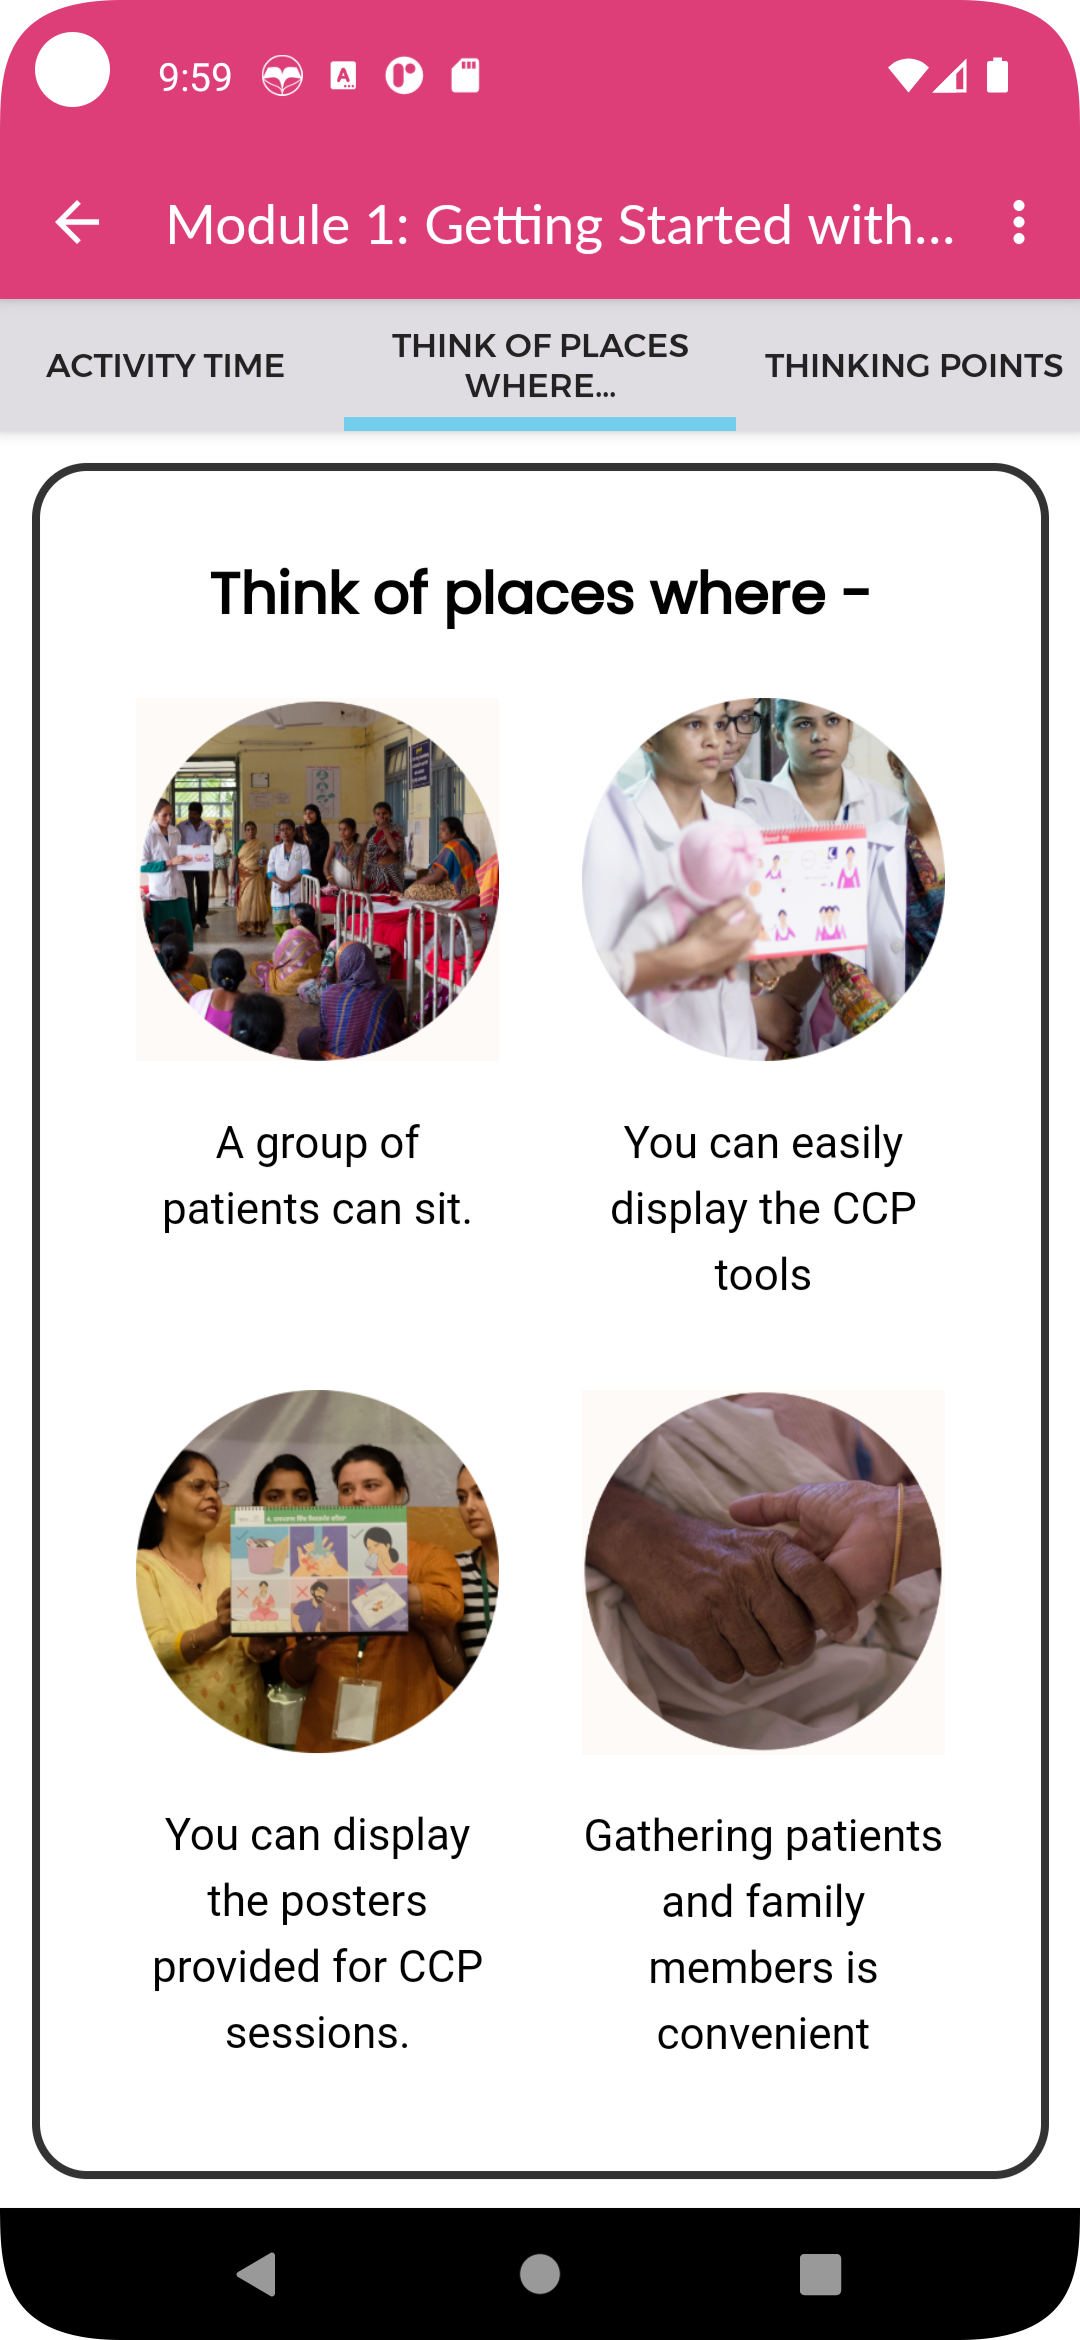 9:59
Module 1: Getting Started with...
ACTIVITY TIME
THINK OF PLACES
WHERE...
THINKING POINTS
Think of places where -
A group of
patients can sit.
You can easily
display the CCP
tools
You can display
the posters
provided for CCP
sessions.
Gathering patients
and family
members is
convenient